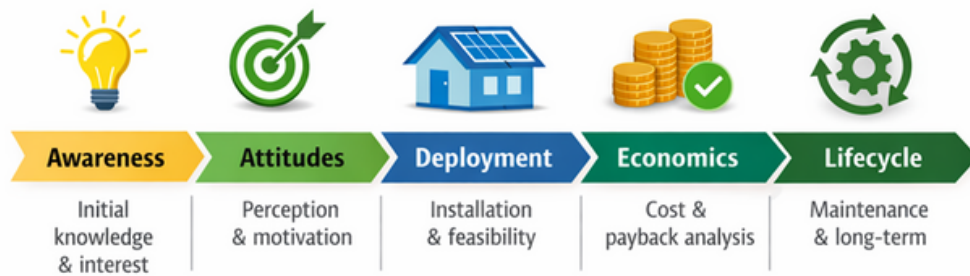 Awareness
Attitudes
Deployment
Economics
Lifecycle
Initial
knowledge
& interest
Perception
& motivation
Installation
& feasibility
Cost &
payback analysis
Maintenance
& long-term